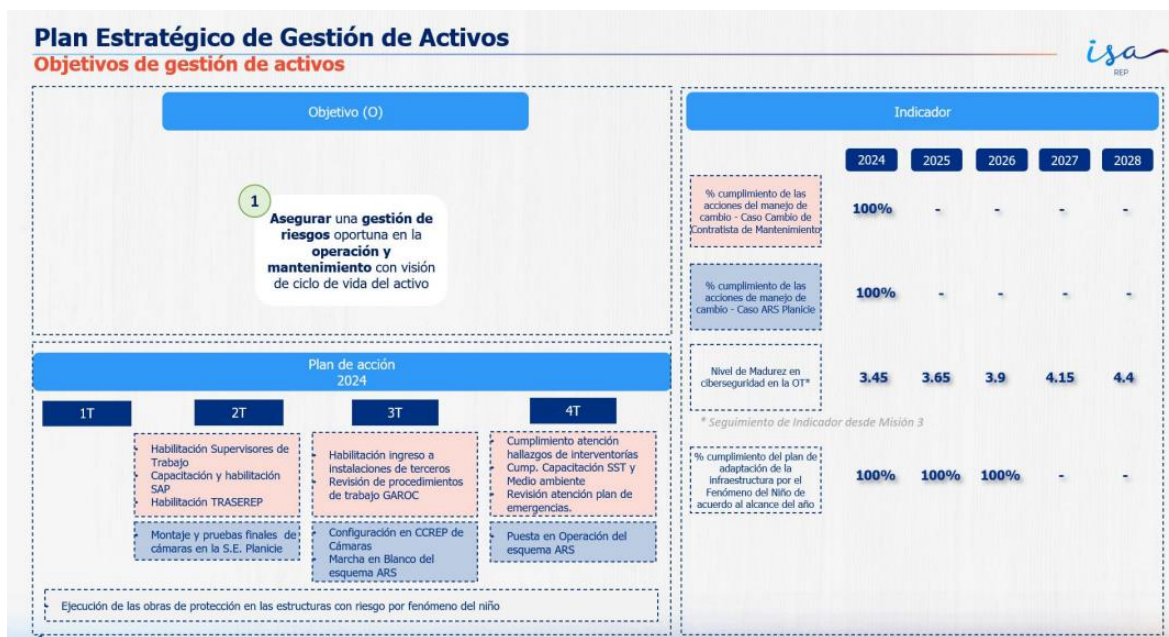 Plan Estratégico de Gestión de Activos
Objetivos de gestión de activos
isa
REP
Objetivo (O)
1
Asegurar una gestión de
riesgos oportuna en la
operación y
mantenimiento con visión
de ciclo de vida del activo
Plan de acción
2024
1T
2T
3T
4T
Habilitación Supervisores de
Trabajo
Capacitación y habilitación
SAP
Habilitación TRASEREP
Habilitación ingreso a
instalaciones de terceros
Revisión de procedimientos
de trabajo GAROC
Cumplimiento atención
hallazgos de interventorías
Cump. Capacitación SST y
Medio ambiente
Revisión atención plan de
emergencias.
Montaje y pruebas finales de
cámaras en la S.E. Planicie
Configuración en CCREP de
Cámaras
Marcha en Blanco del
esquema ARS
Puesta en Operación del
esquema ARS
Ejecución de las obras de protección en las estructuras con riesgo por fenómeno del niño
Indicador
2024 2025 2026 2027 2028
% cumplimiento de las
acciones del manejo de
cambio - Caso Cambio de
Contratista de Mantenimiento
100% - - - -
% cumplimiento de las
acciones de manejo de
cambio - Caso ARS Planicie
100% - - - -
Nivel de Madurez en
ciberseguridad en la OT*
3.45 3.65 3.9 4.15 4.4
* Seguimiento de Indicador desde Misión 3
% cumplimiento del plan de
adaptación de la
infraestructura por el
Fenómeno del Niño de
acuerdo al alcance del año
100% 100% 100% - -